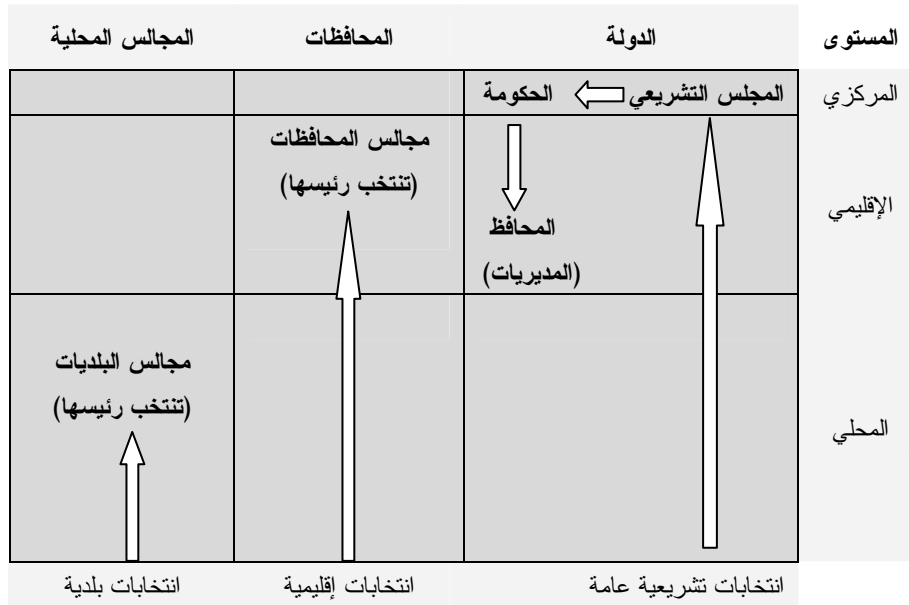 المستوى الدولة المحافظات المجالس المحلية
المركزي المجلس التشريعي الحكومة
مجالس المحافظات
(تنتخب رئيسها)
الإقليمي
المحافظ
(المديريات)
مجالس البلديات
(تنتخب رئيسها)
المحلي
انتخابات تشريعية عامة انتخابات إقليمية انتخابات بلدية